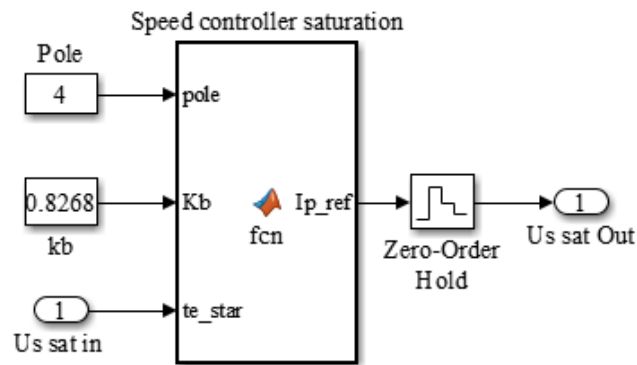 Speed controller saturation
Pole
4
pole
0.8268
kb
Kb
fcn
Ip_ref
Zero-Order
Hold
1
Us sat Out
1
Us sat in
te_star